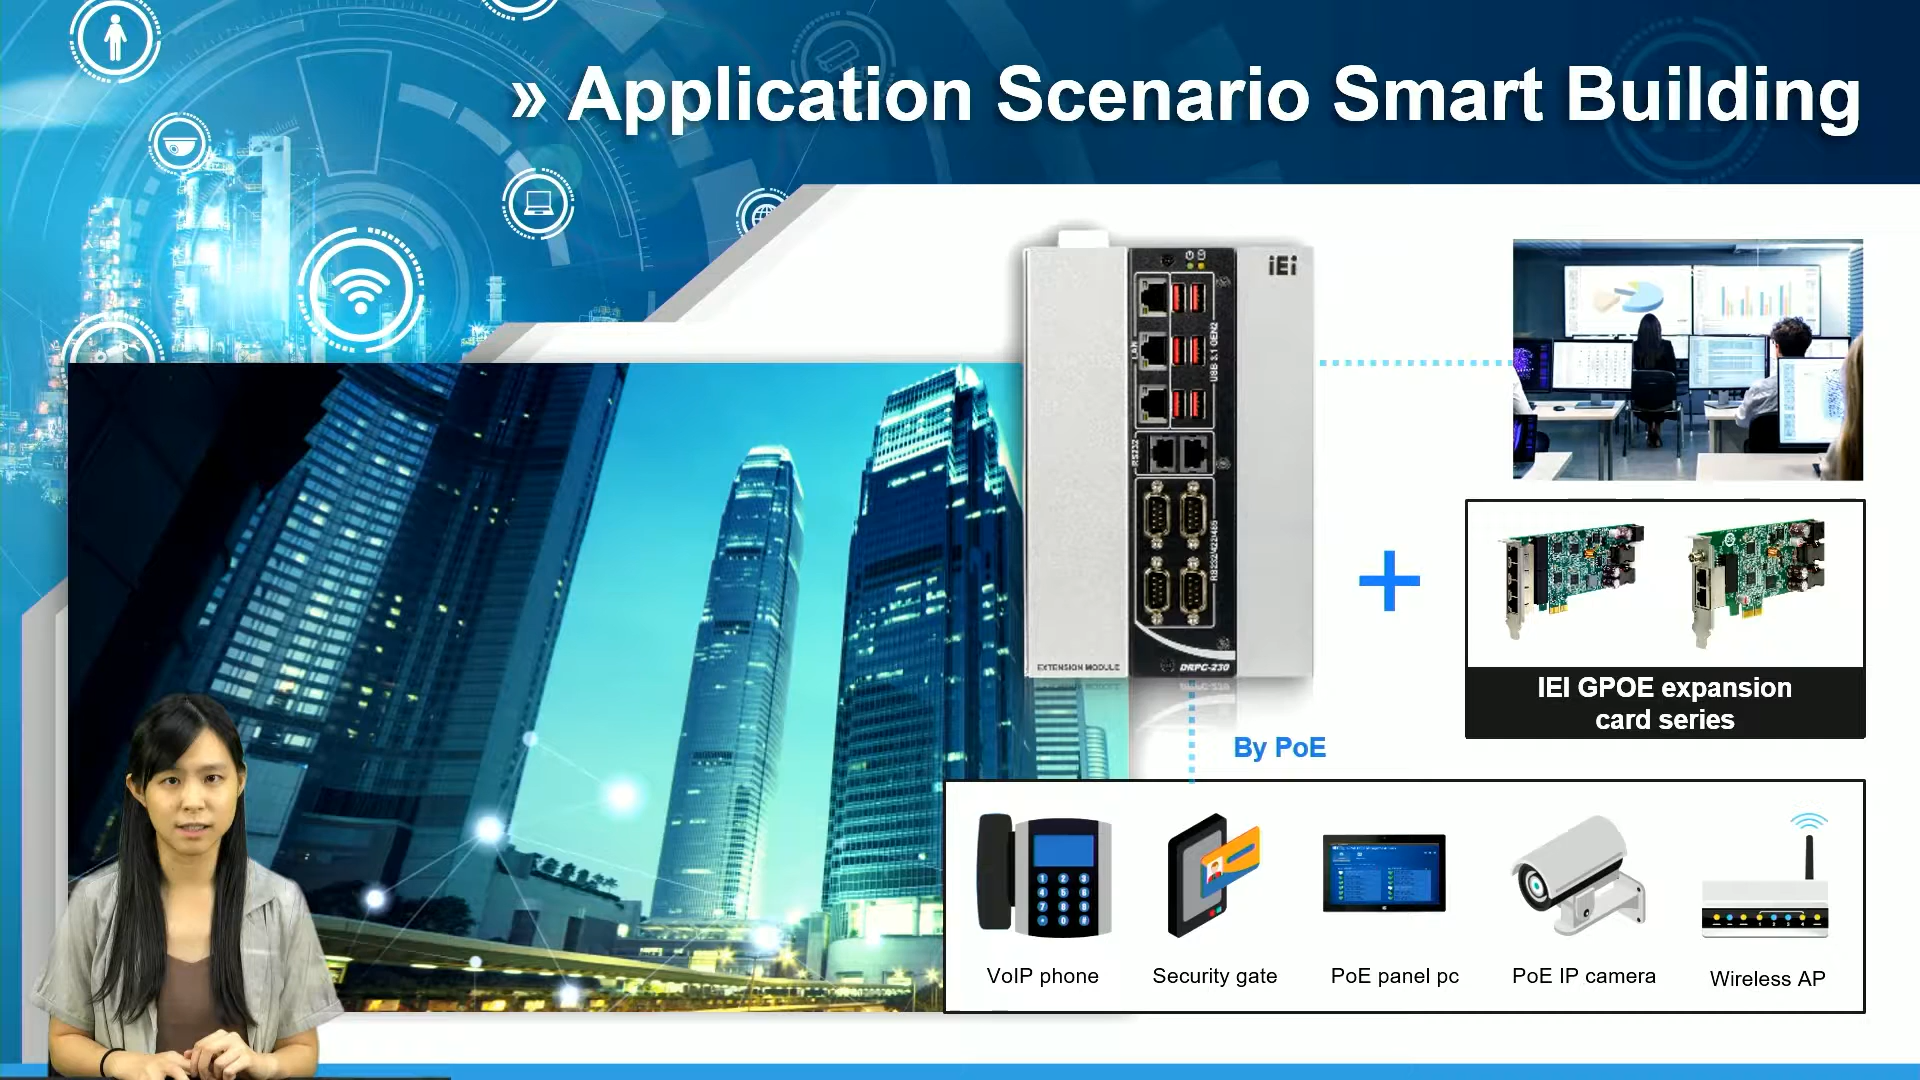 » Application Scenario Smart Building
iEi
LAN
USB 3.1 GEN2
RS232
RS232/422/485
EXTENSION MODULE
DRPC-230
IEI GPOE expansion
card series
By PoE
VoIP phone
Security gate
PoE panel pc
PoE IP camera
Wireless AP